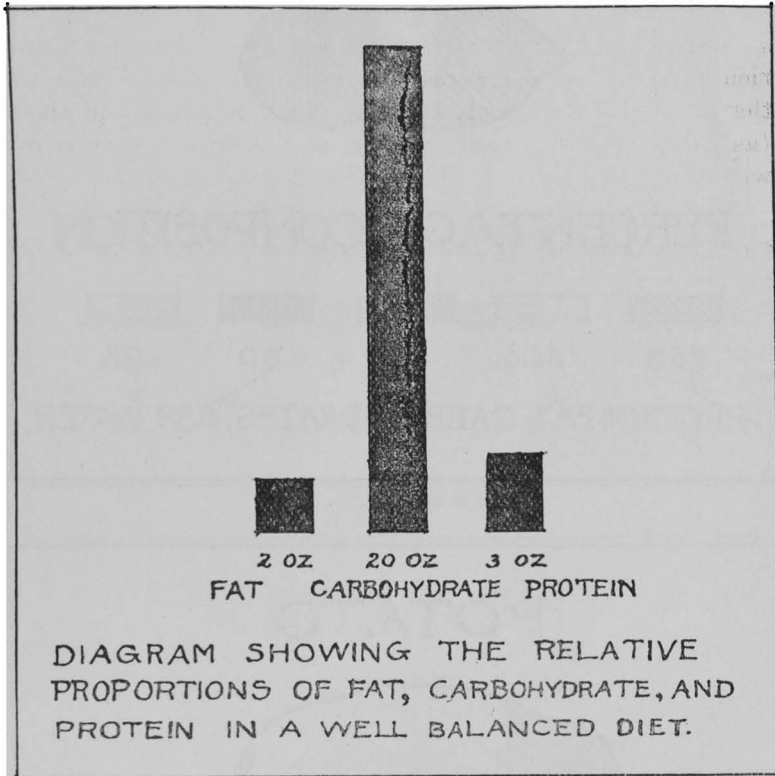 2 OZ 20 OZ 3 OZ
FAT CARBOHYDRATE PROTEIN
DIAGRAM SHOWING THE RELATIVE
PROPORTIONS OF FAT, CARBOHYDRATE, AND
PROTEIN IN A WELL BALANCED DIET.